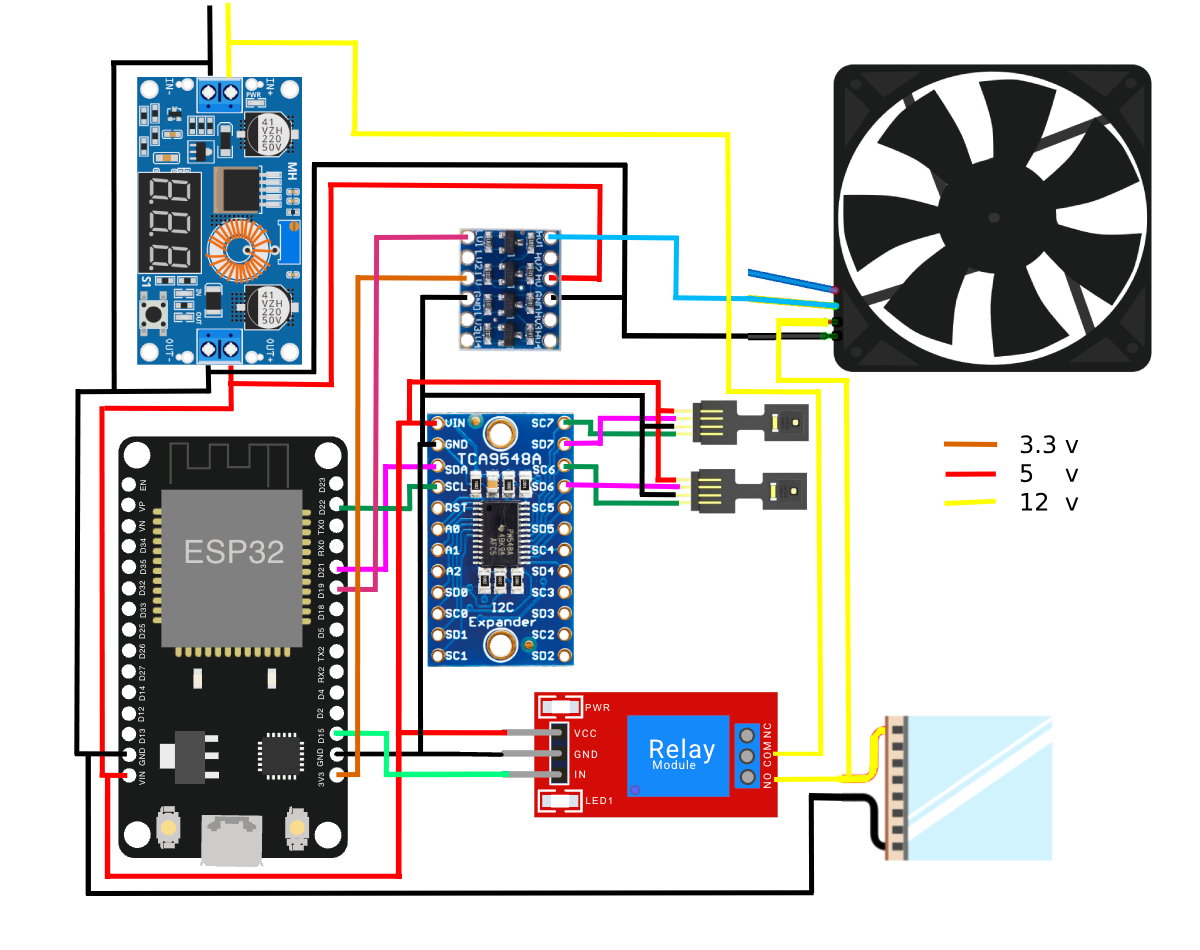 IN-
IN+
PWR
41
VZH
220
50V
MH
S1
IN
OUT
41
VZH
220
50V
OUT-
OUT+
LV1
HV1
LV2
HV2
HV
GND
GND
LV3
HV3
LV4
HV4
3.3 v
5 v
12 v
VIN
SC7
GND
SD7
TCA9548A
SDA
SC6
SCL
SD6
RST
SC5
A0
SD5
A1
SC4
A2
SD4
SD0
SC3
SC0
I2C
SD3
Expander
SD1
SC2
SC1
SD2
ESP32
EN
VP
VN
D34
D35
D32
D33
D25
D26
D27
D14
D12
D13
GND
VIN
D23
D22
TX0
RX0
D21
D19
D18
D5
TX2
RX2
D4
D2
D15
GND
3V3
PWR
VCC
GND
IN
LED1
Relay
Module
NC
COM
NO